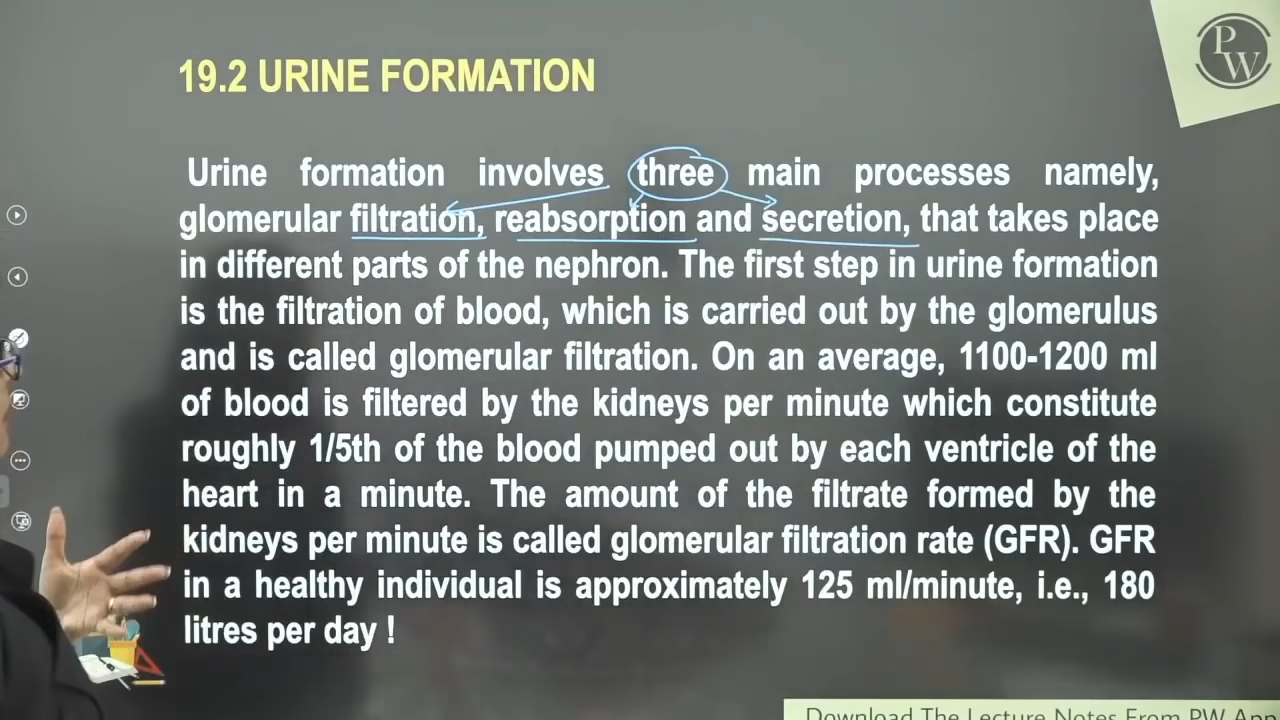 PW
19.2 URINE FORMATION
Urine formation involves three main processes namely,
glomerular filtration, reabsorption and secretion, that takes place
in different parts of the nephron. The first step in urine formation
is the filtration of blood, which is carried out by the glomerulus
and is called glomerular filtration. On an average, 1100-1200 ml
of blood is filtered by the kidneys per minute which constitute
roughly 1/5th of the blood pumped out by each ventricle of the
heart in a minute. The amount of the filtrate formed by the
kidneys per minute is called glomerular filtration rate (GFR). GFR
in a healthy individual is approximately 125 ml/minute, i.e., 180
litres per day !
Download The Lecture Notes From PW App